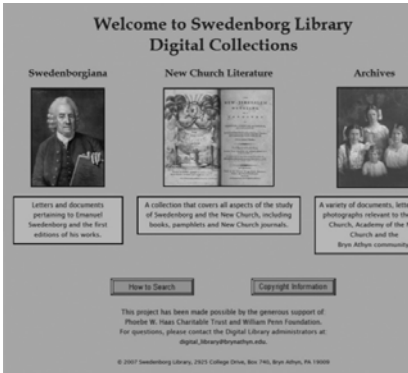 Welcome to Swedenborg Library
Digital Collections
Swedenborgiana
New Church Literature
Archives
Letters and documents
pertaining to Emanuel
Swedenborg and the first
editions of his works.
A collection that covers all aspects of the study
of Swedenborg and the New Church, including
books, pamphlets and New Church journals.
A variety of documents,
photographs relevant to the
Church, Academy of the
Church and the
Bryn Athyn community
How to Search
Copyright Information
This project has been made possible by the generous support of:
Phoebe W. Haas Charitable Trust and William Penn Foundation.
For questions, please contact the Digital Library administrators at:
digital_library@brynathyn.edu.
© 2007 Swedenborg Library, 2925 College Drive, Box 740, Bryn Athyn, PA 19009